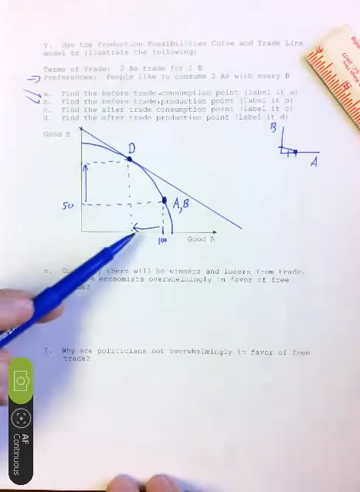 V. Use the Production Possibilities Curve and Trade Line
model to illustrate the following:
Terms of Trade: 2 As trade for 1 B
Preferences: People like to consume 2 As with every B
a. Find the before trade consumption point (label it a)
b. Find the before trade production point (label it b)
c. Find the after trade consumption point (label it c)
d. Find the after trade production point (label it d)
Good B
D
B
A
50
A,B
100
Good A
there will be winners and losers from trade.
economists overwhelmingly in favor of free
Why are politicians not overwhelmingly in favor of free
trade?
AF
Continuous